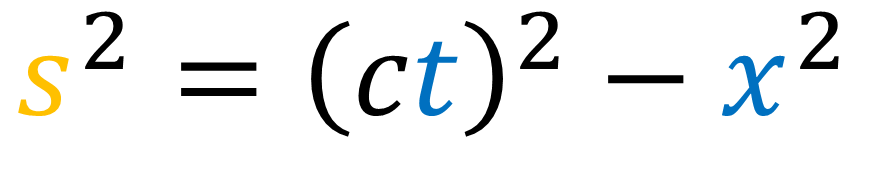 s² = (ct)² − x²